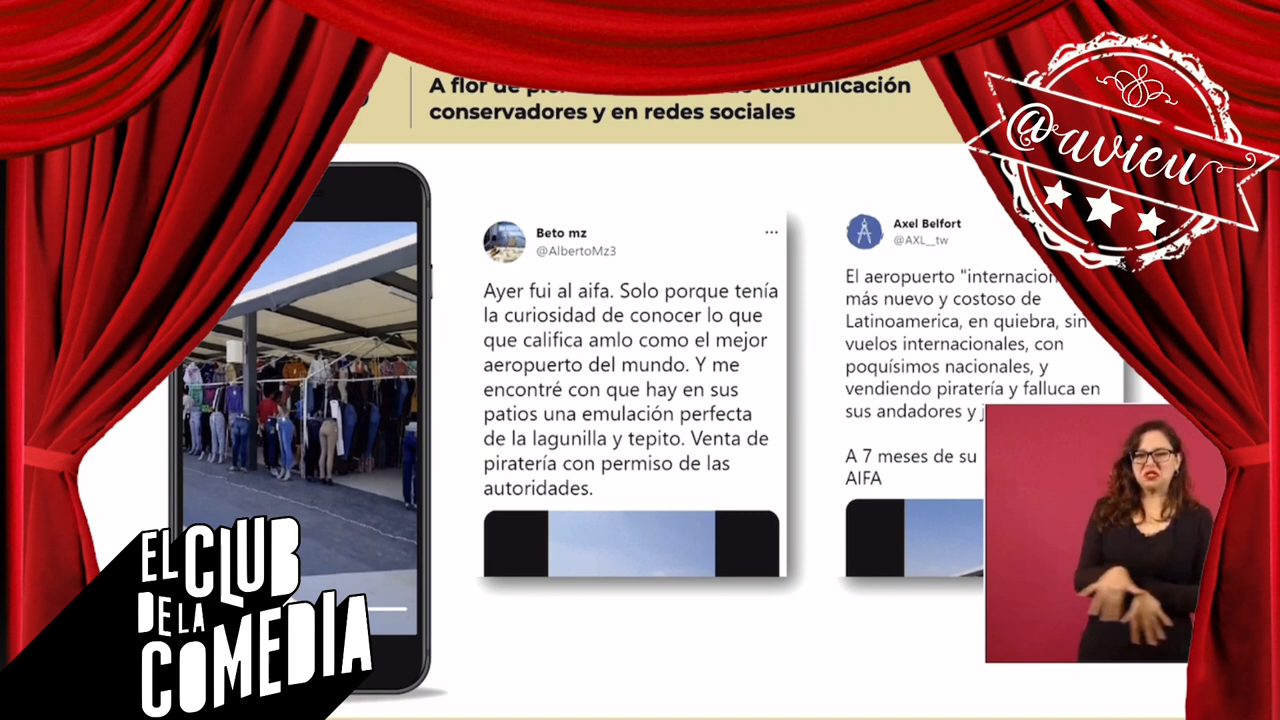 A flor de comunicación
conservadores y en redes sociales
@avieu
Beto mz
@AlbertoMz3
Ayer fui al aifa. Solo porque tenía
la curiosidad de conocer lo que
que califica amlo como el mejor
aeropuerto del mundo. Y me
encontré con que hay en sus
patios una emulación perfecta
de la lagunilla y tepito. Venta de
piratería con permiso de las
autoridades.
Axel Belfort
@AXL__tw
El aeropuerto "internacion
más nuevo y costoso de
Latinoamerica, en quiebra, sin
vuelos internacionales, con
poquísimos nacionales, y
vendiendo piratería y falluca en
sus andadores y j
A 7 meses de su
AIFA
EL CLUB
DE LA
COMEDIA